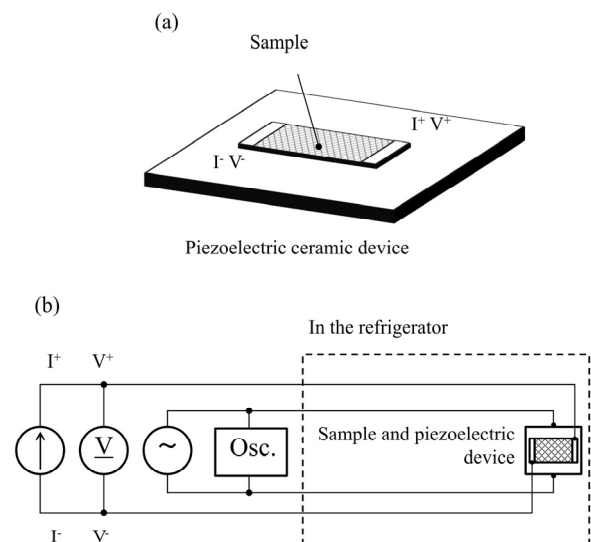 (a)
Sample
I⁺ V⁺
I⁻ V⁻
Piezoelectric ceramic device
(b)
In the refrigerator
I⁺ V⁺
V ~ Osc.
Sample and piezoelectric
device
I⁻ V⁻